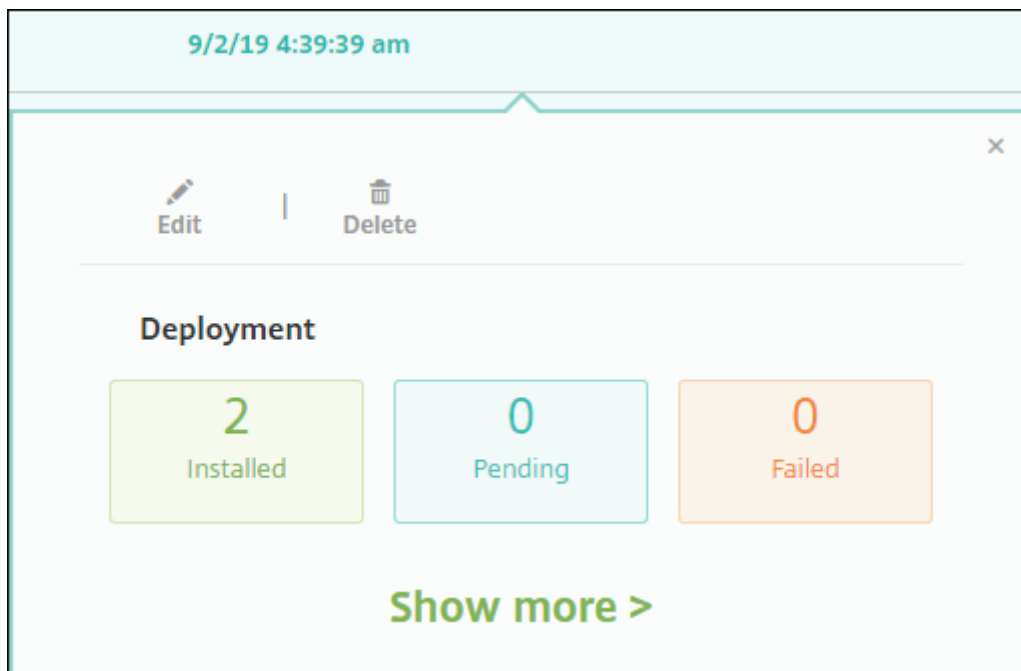 9/2/19 4:39:39 am
×
Edit | Delete
Deployment
2 0 0
Installed Pending Failed
Show more >